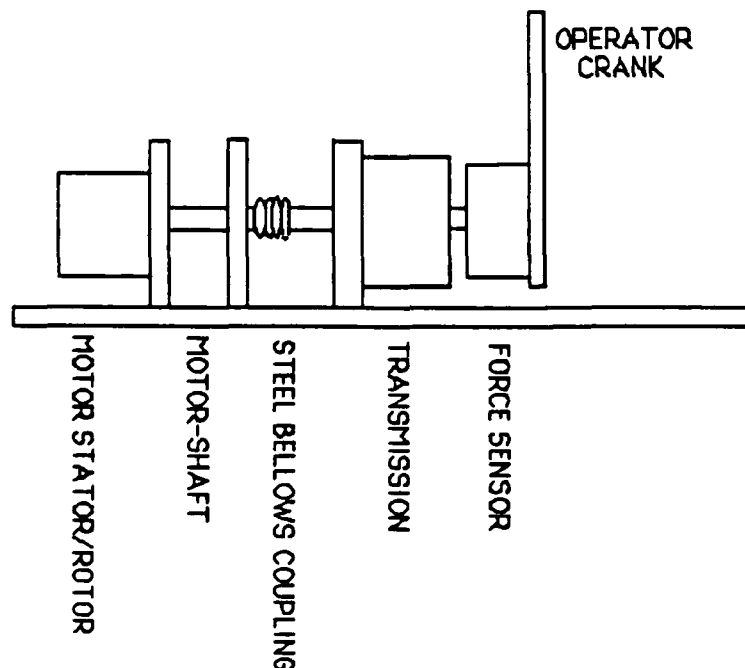 OPERATOR
CRANK
MOTOR STATOR/ROTOR
MOTOR-SHAFT
STEEL BELLOWS COUPLING
TRANSMISSION
FORCE SENSOR